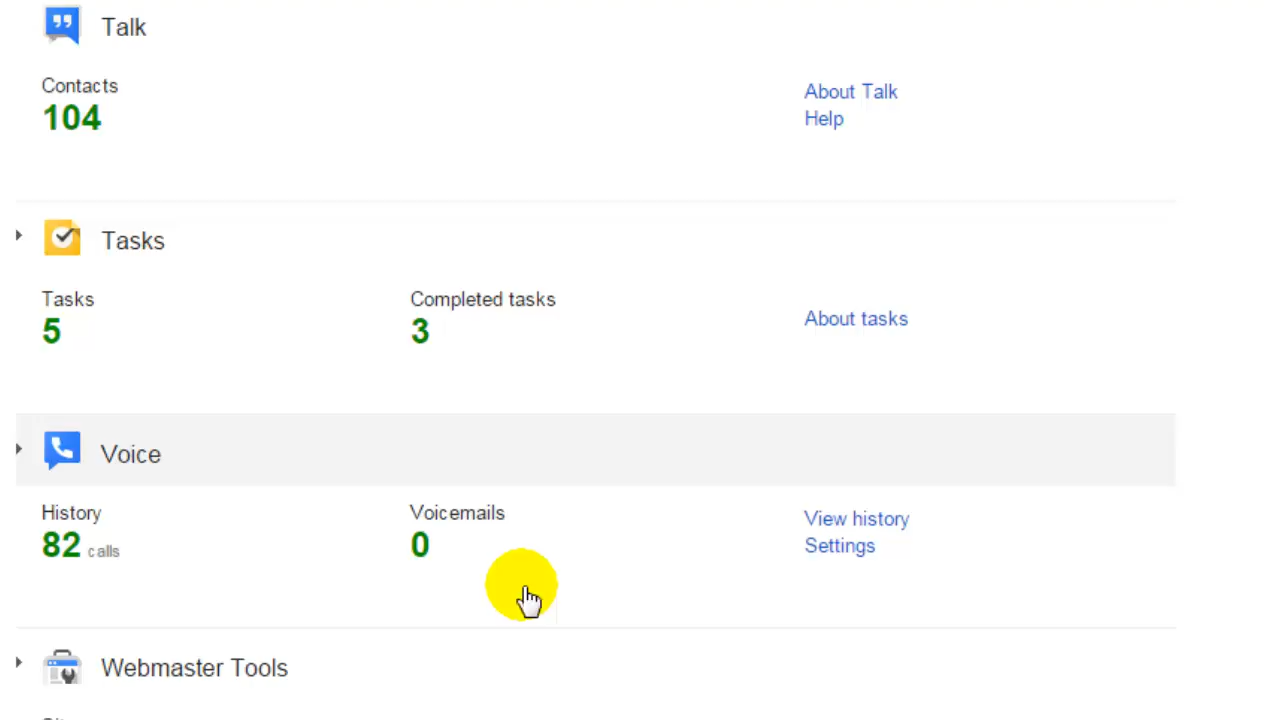 Talk
Contacts
104
About Talk
Help
Tasks
Tasks
5
Completed tasks
3
About tasks
Voice
History
82 calls
Voicemails
0
View history
Settings
Webmaster Tools